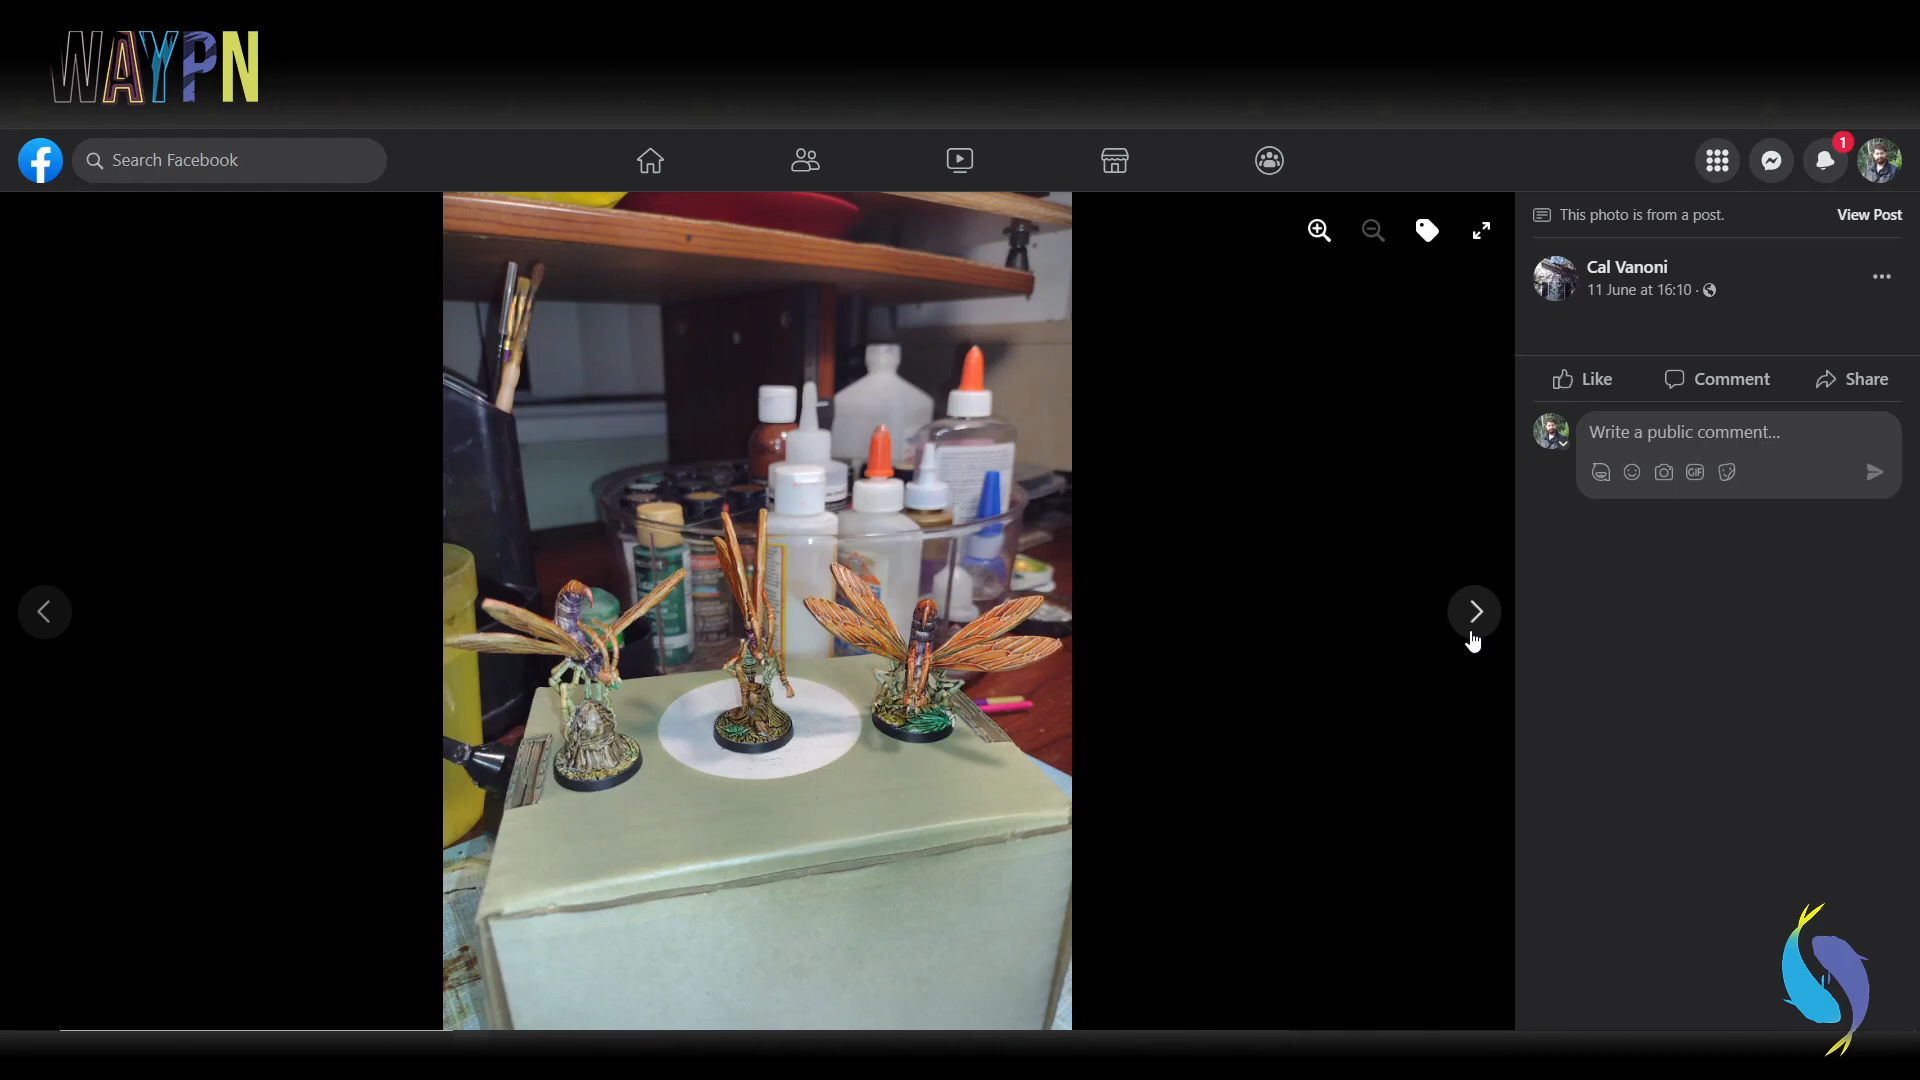 WAYPN
Search Facebook
1
This photo is from a post.
View Post
Cal Vanoni
11 June at 16:10 ·
Like
Comment
Share
Write a public comment...
GIF